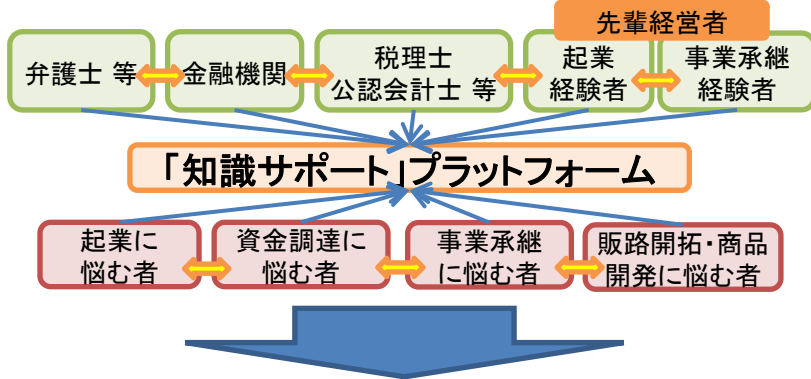 先輩経営者
弁護士 等
金融機関
税理士
公認会計士 等
起業
経験者
事業承継
経験者
「知識サポート」プラットフォーム
起業に
悩む者
資金調達に
悩む者
事業承継
に悩む者
販路開拓・商品
開発に悩む者